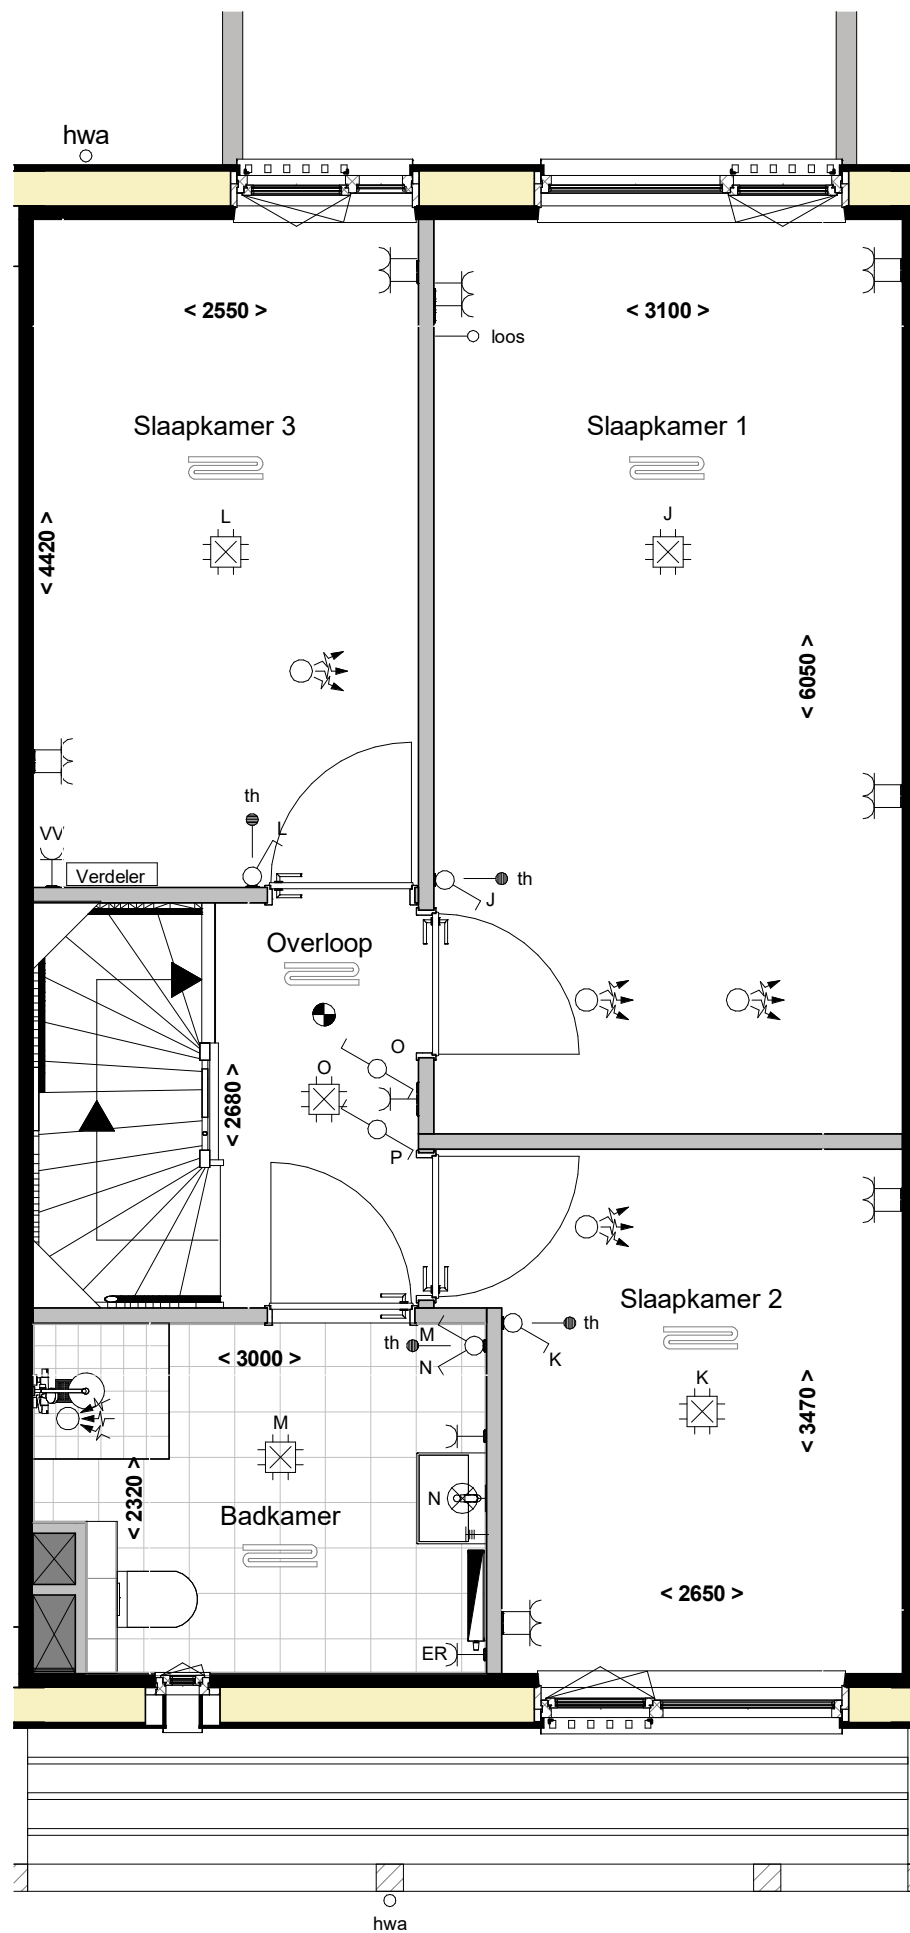 hwa
< 2550 >
< 3100 >
loos
Slaapkamer 3
Slaapkamer 1
L
J
< 4420 >
< 6050 >
th
L
VV
Verdeler
th
J
Overloop
O
O
< 2680 >
P
Slaapkamer 2
th
M
th
N
K
< 3000 >
K
M
< 3470 >
< 2320 >
N
Badkamer
< 2650 >
ER
hwa